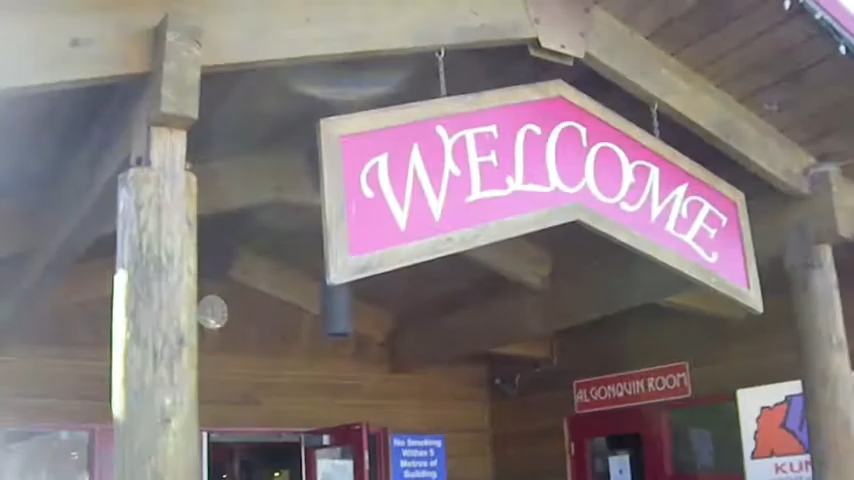 WELCOME
ALGONQUIN ROOM
No Smoking
Within 5
Metres of
Building
KUN